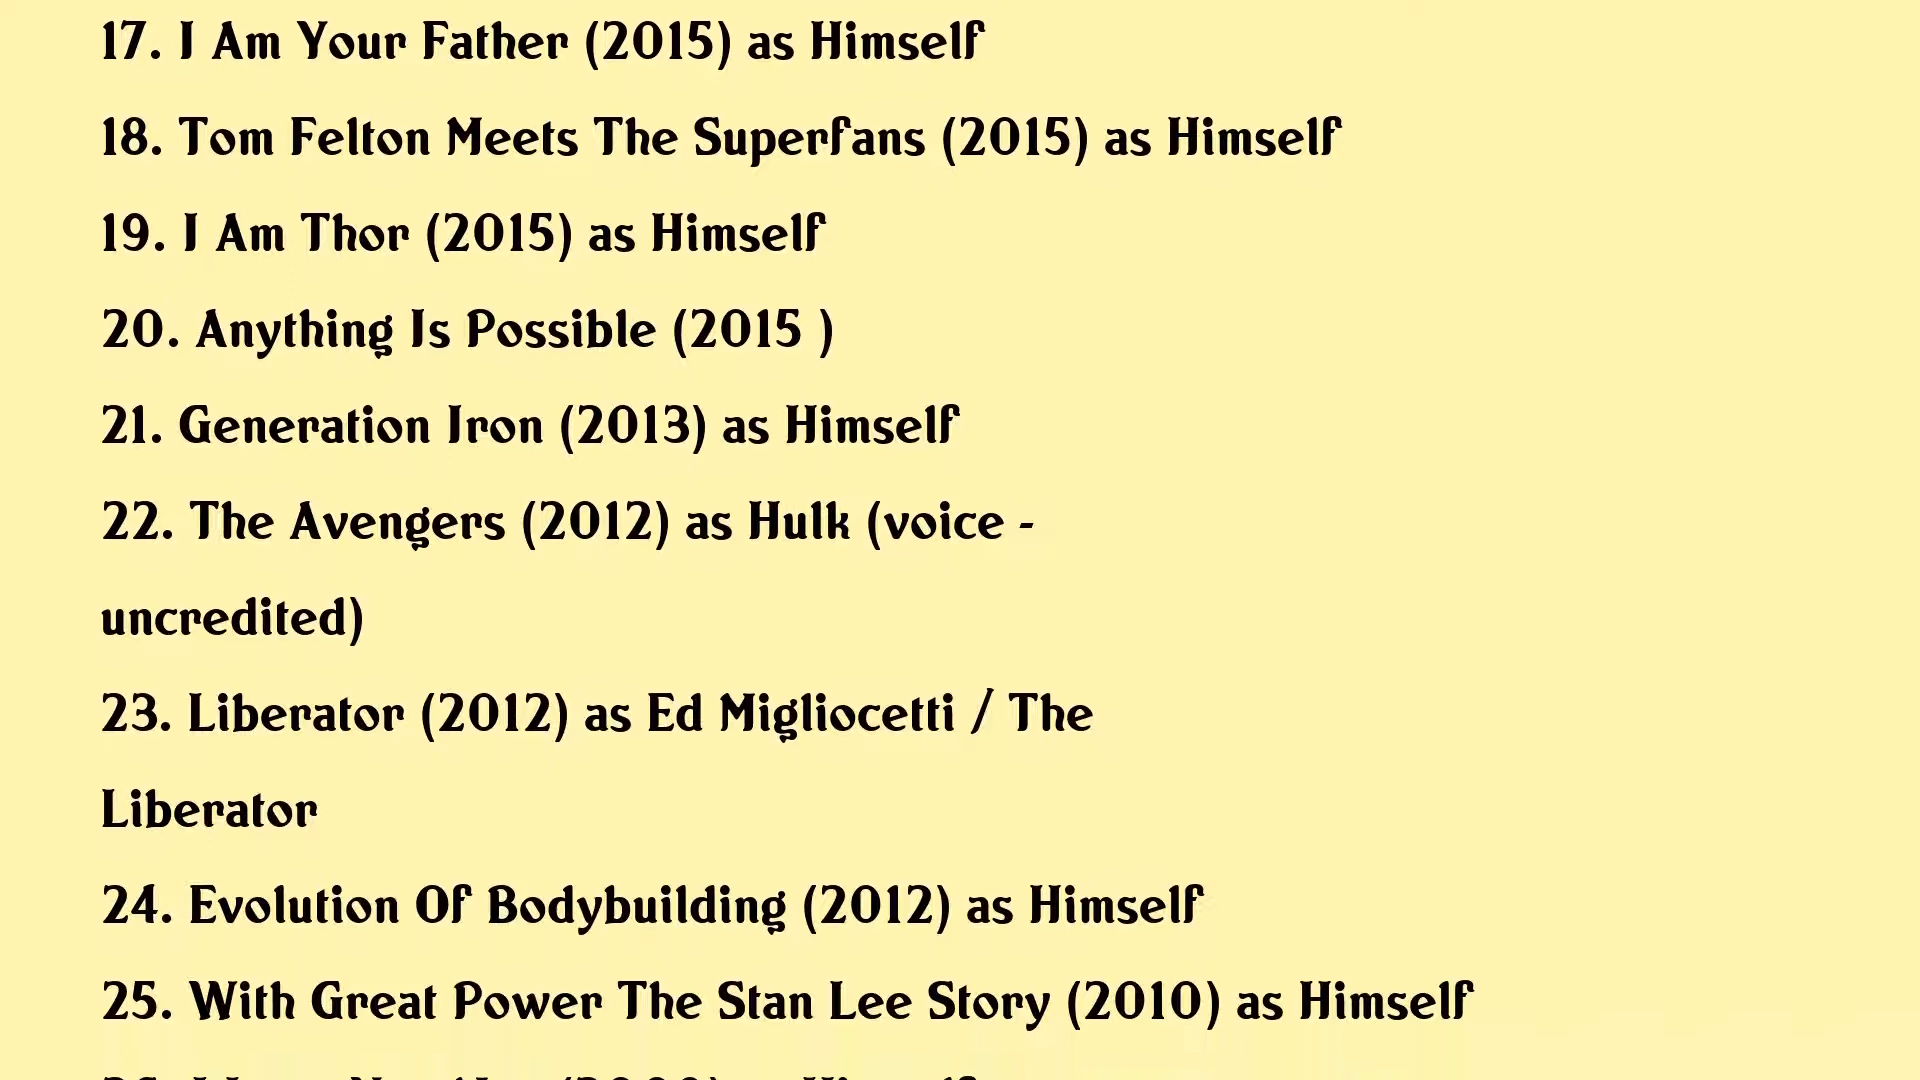 17. I Am Your Father (2015) as Himself
18. Tom Felton Meets The Superfans (2015) as Himself
19. I Am Thor (2015) as Himself
20. Anything Is Possible (2015 )
21. Generation Iron (2013) as Himself
22. The Avengers (2012) as Hulk (voice -
uncredited)
23. Liberator (2012) as Ed Migliocetti / The
Liberator
24. Evolution Of Bodybuilding (2012) as Himself
25. With Great Power The Stan Lee Story (2010) as Himself